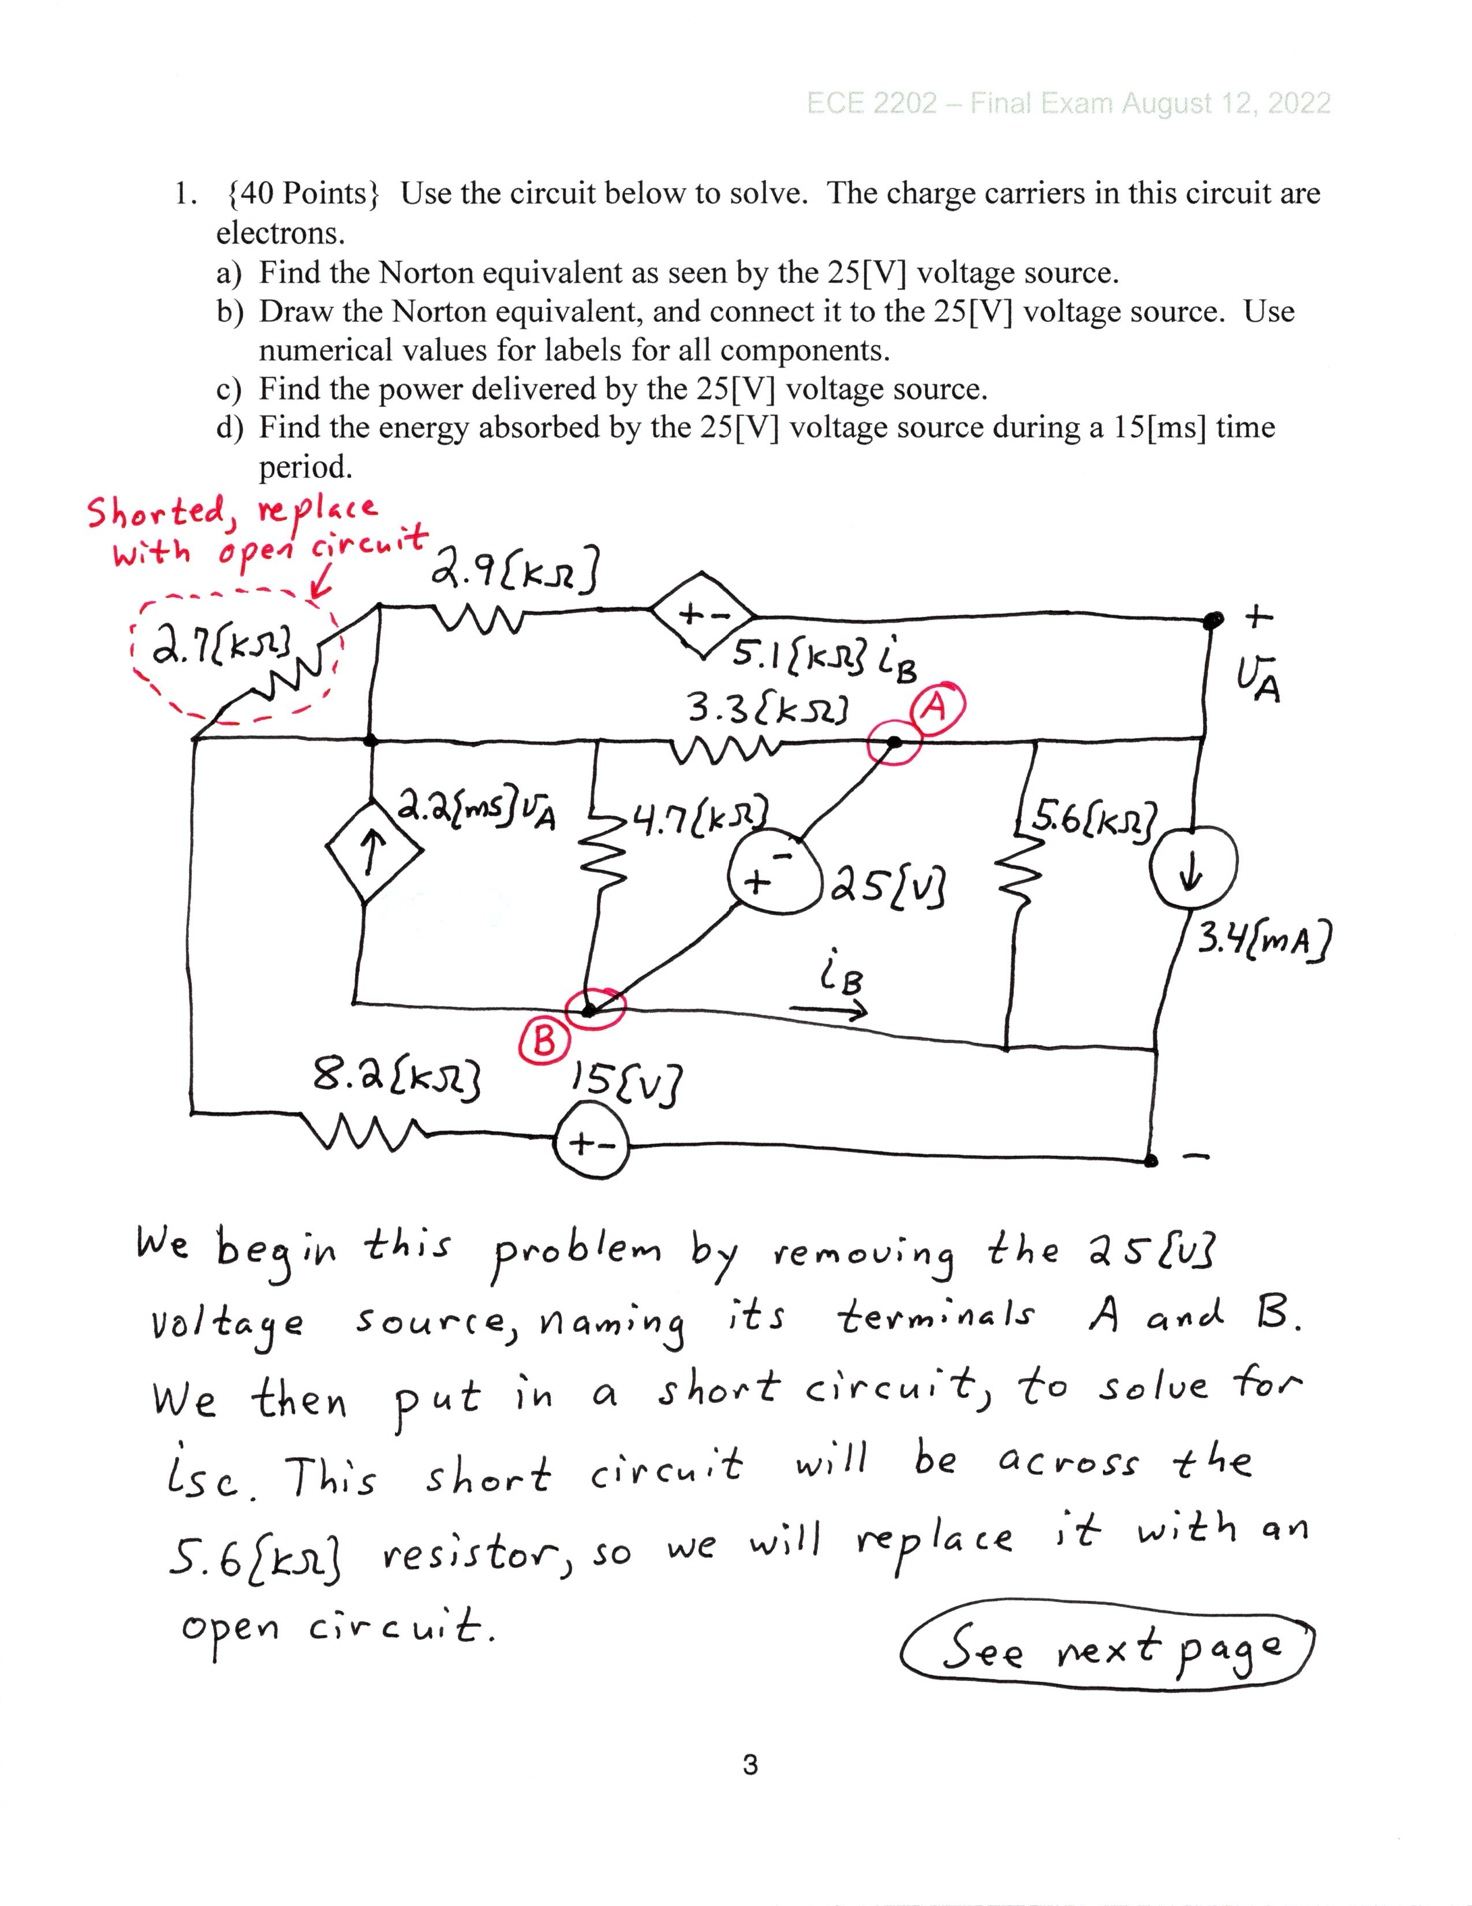 ECE 2202 – Final Exam August 12, 2022
1. {40 Points} Use the circuit below to solve. The charge carriers in this circuit are
electrons.
a) Find the Norton equivalent as seen by the 25[V] voltage source.
b) Draw the Norton equivalent, and connect it to the 25[V] voltage source. Use
numerical values for labels for all components.
c) Find the power delivered by the 25[V] voltage source.
d) Find the energy absorbed by the 25[V] voltage source during a 15[ms] time
period.
Shorted, replace
with open circuit
2.9[kΩ]
2.7[kΩ]
+ -
+
5.1[kΩ] iB
vA
3.3[kΩ]
A
2.2[ms]vA
4.7[kΩ]
5.6[kΩ]
-
+
25[V]
3.4[mA]
iB
B
8.2[kΩ]
15[V]
+ -
-
We begin this problem by removing the 25[V]
voltage source, naming its terminals A and B.
We then put in a short circuit, to solve for
isc. This short circuit will be across the
5.6[kΩ] resistor, so we will replace it with an
open circuit.
See next page
3